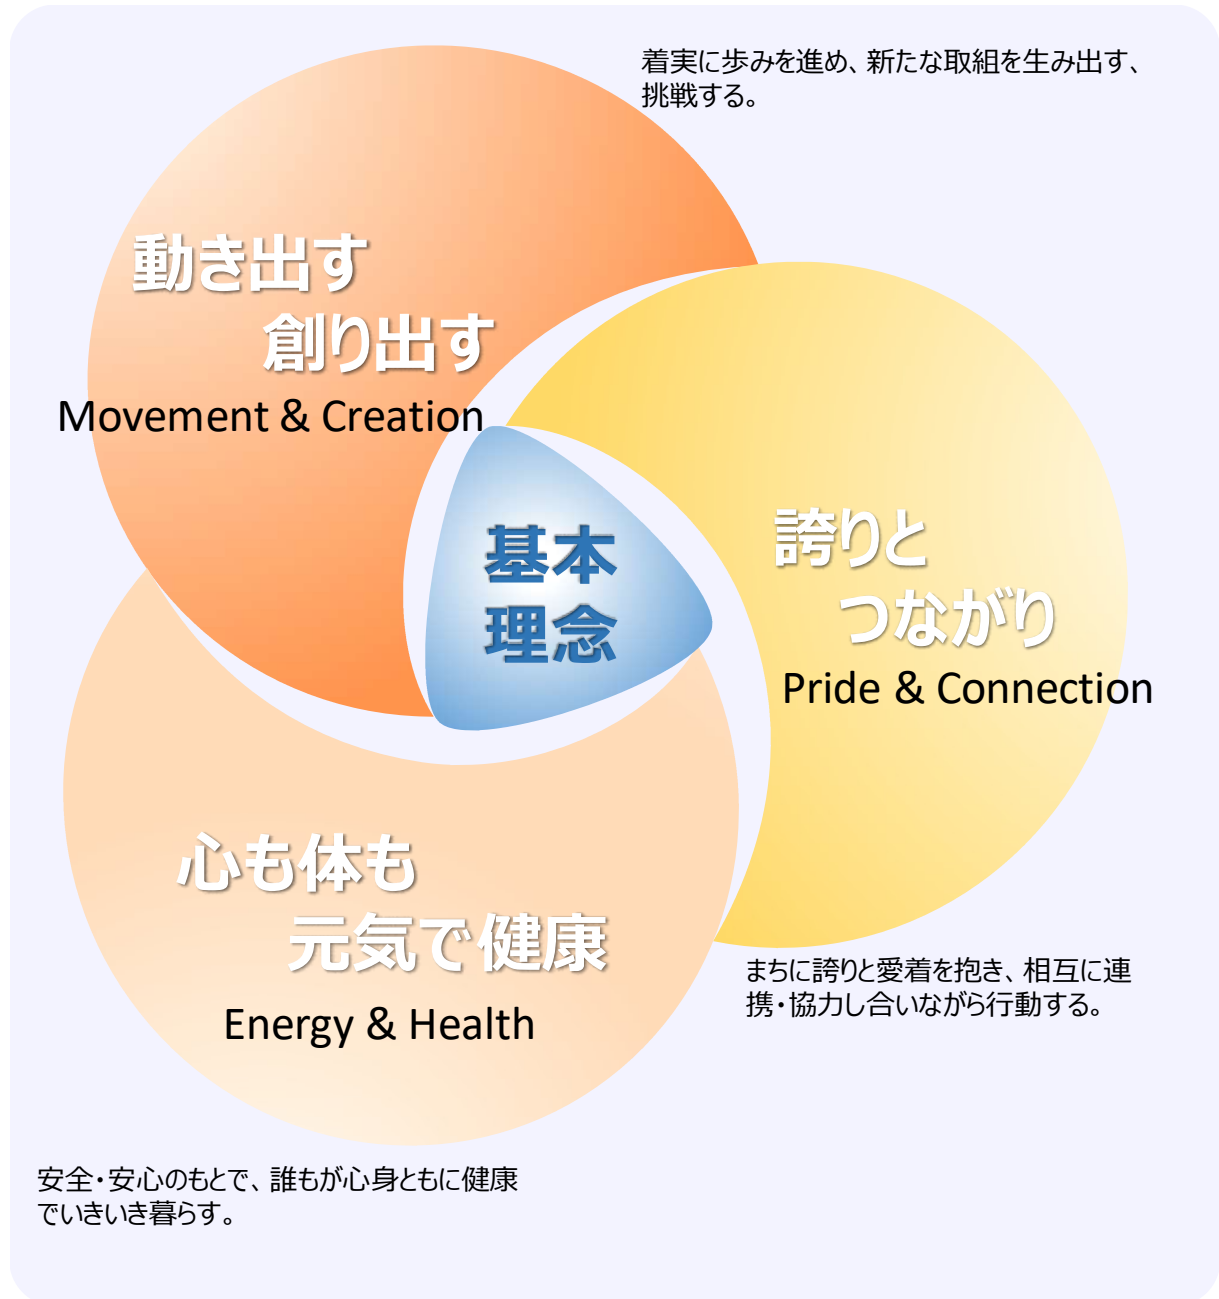 着実に歩みを進め、新たな取組を生み出す、
挑戦する。
動き出す
創り出す
Movement & Creation
基本
理念
誇りと
つながり
Pride & Connection
心も体も
元気で健康
Energy & Health
まちに誇りと愛着を抱き、相互に連
携・協力し合いながら行動する。
安全・安心のもとで、誰もが心身ともに健康
でいきいき暮らす。